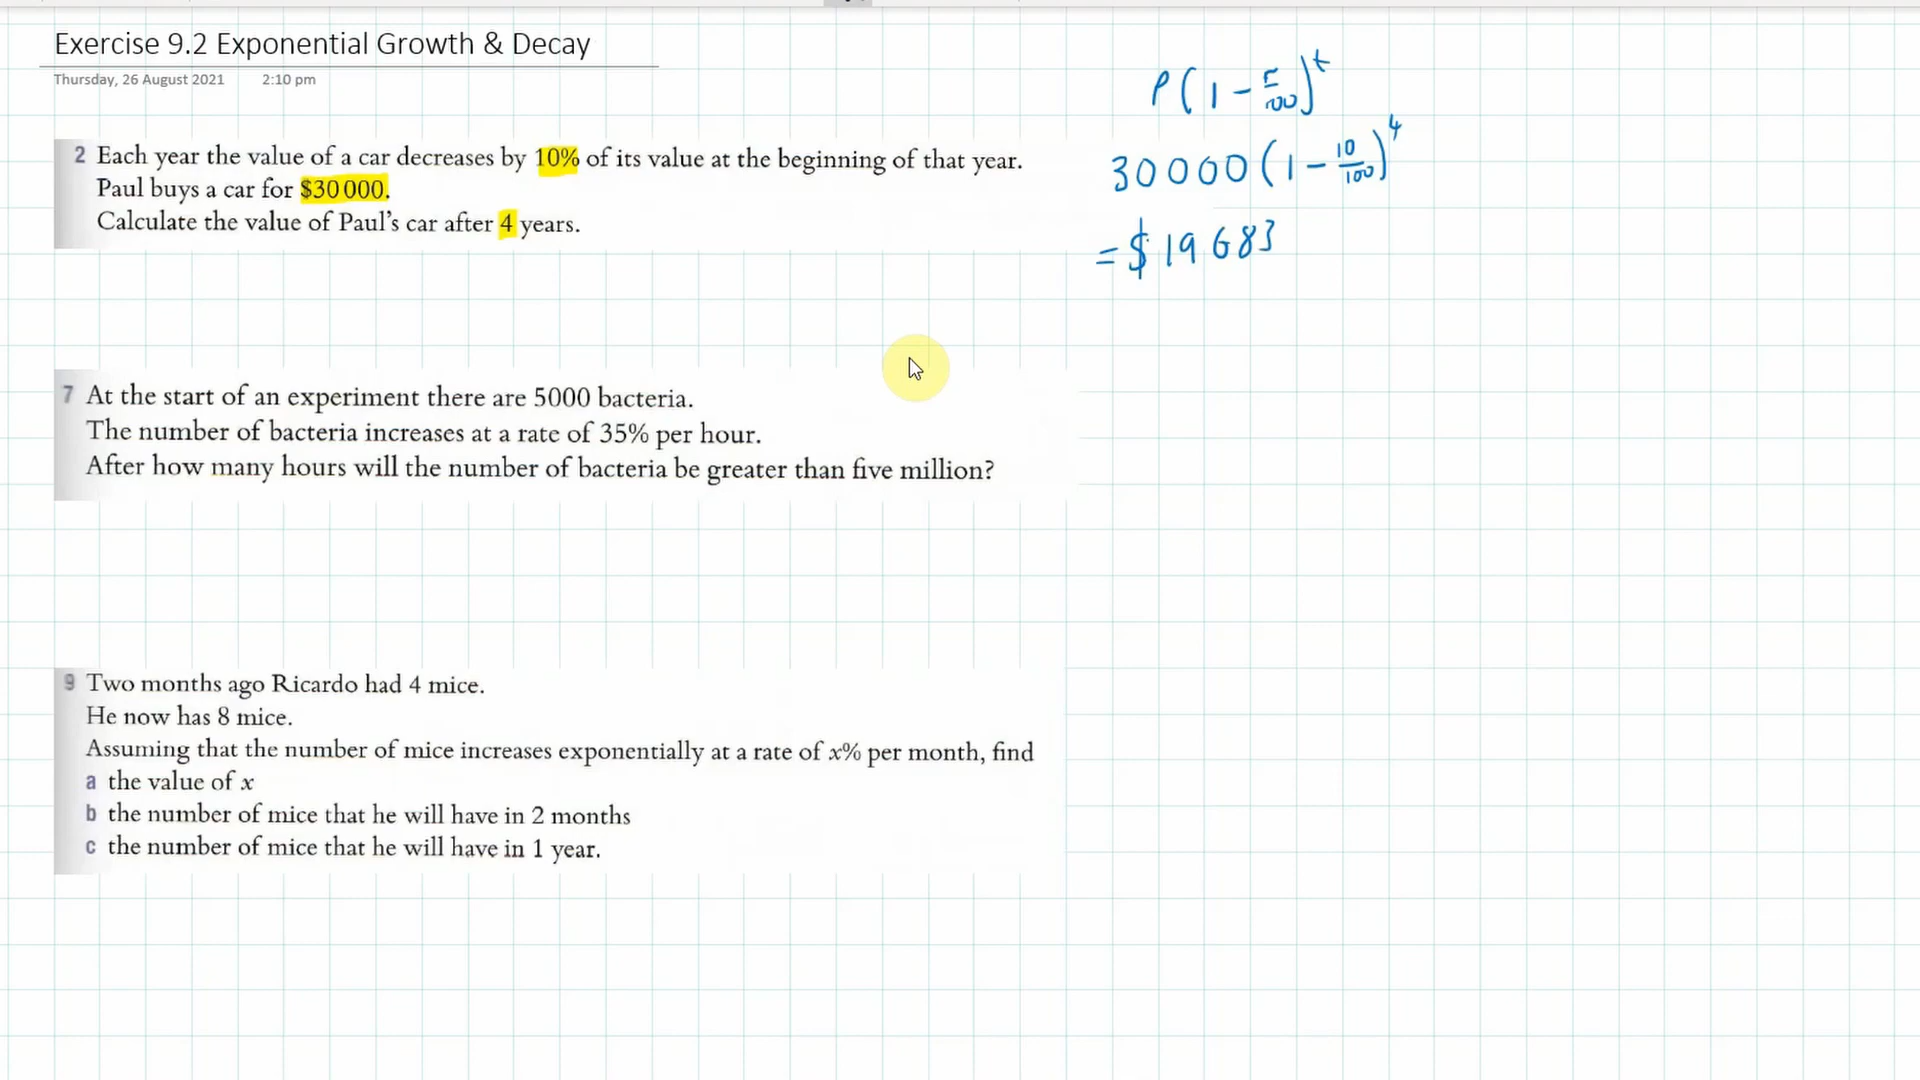 Exercise 9.2 Exponential Growth & Decay
Thursday, 26 August 2021 2:10 pm
P(1 - r/100)^t
2 Each year the value of a car decreases by 10% of its value at the beginning of that year.
Paul buys a car for $30 000.
Calculate the value of Paul's car after 4 years.
30000(1 - 10/100)^4
= $19683
7 At the start of an experiment there are 5000 bacteria.
The number of bacteria increases at a rate of 35% per hour.
After how many hours will the number of bacteria be greater than five million?
9 Two months ago Ricardo had 4 mice.
He now has 8 mice.
Assuming that the number of mice increases exponentially at a rate of x% per month, find
a the value of x
b the number of mice that he will have in 2 months
c the number of mice that he will have in 1 year.